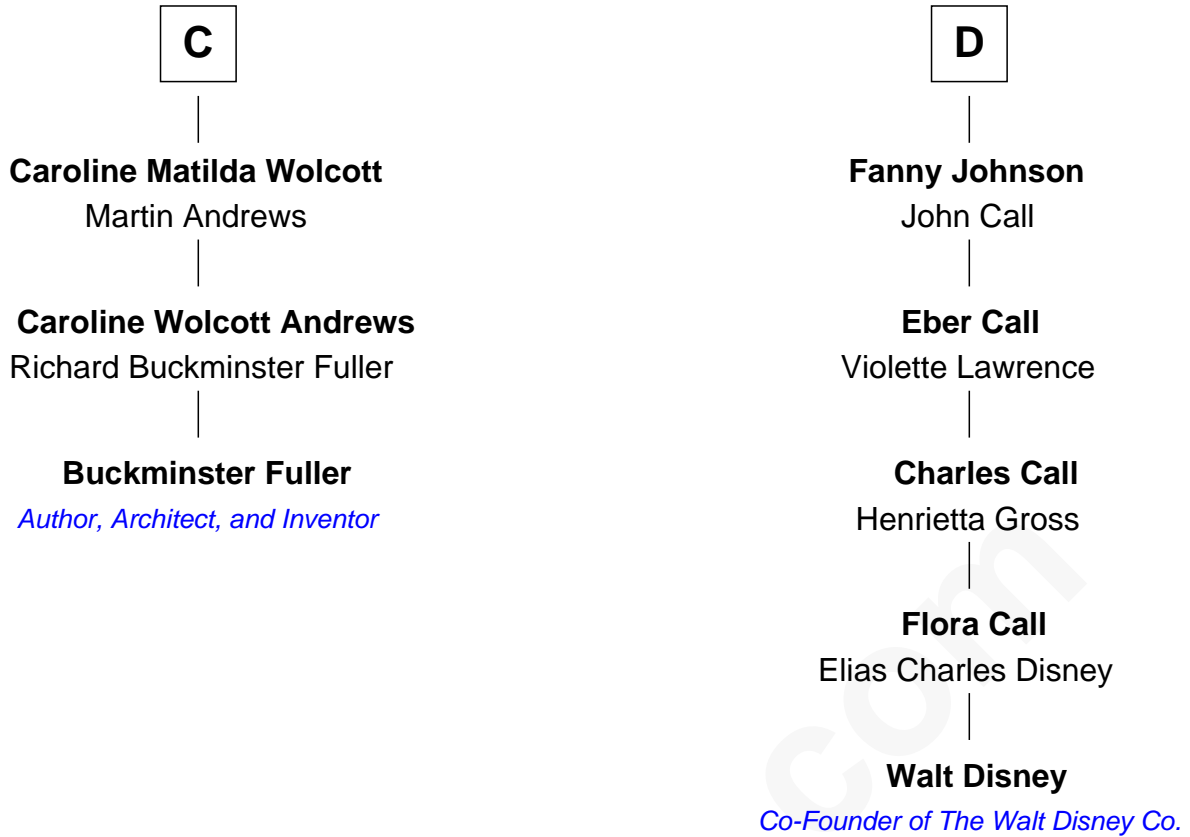 C
Caroline Matilda Wolcott
Martin Andrews
Caroline Wolcott Andrews
Richard Buckminster Fuller
Buckminster Fuller
Author, Architect, and Inventor
D
Fanny Johnson
John Call
Eber Call
Violette Lawrence
Charles Call
Henrietta Gross
Flora Call
Elias Charles Disney
Walt Disney
Co-Founder of The Walt Disney Co.
com